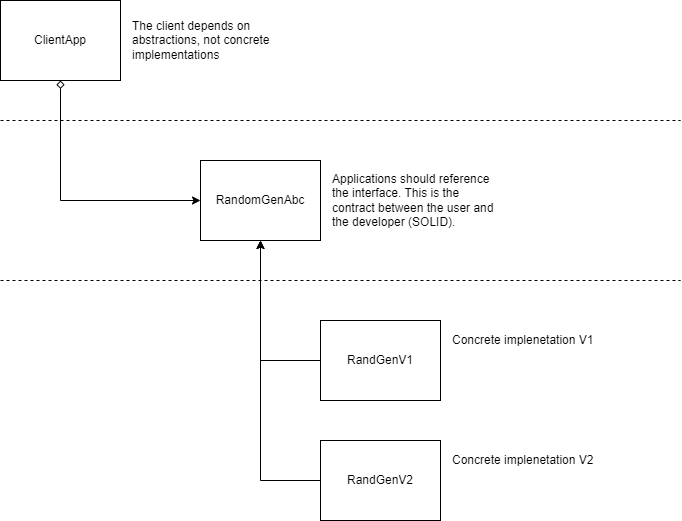 ClientApp
The client depends on
abstractions, not concrete
implementations
RandomGenAbc
Applications should reference
the interface. This is the
contract between the user and
the developer (SOLID).
RandGenV1
Concrete implenetation V1
RandGenV2
Concrete implenetation V2